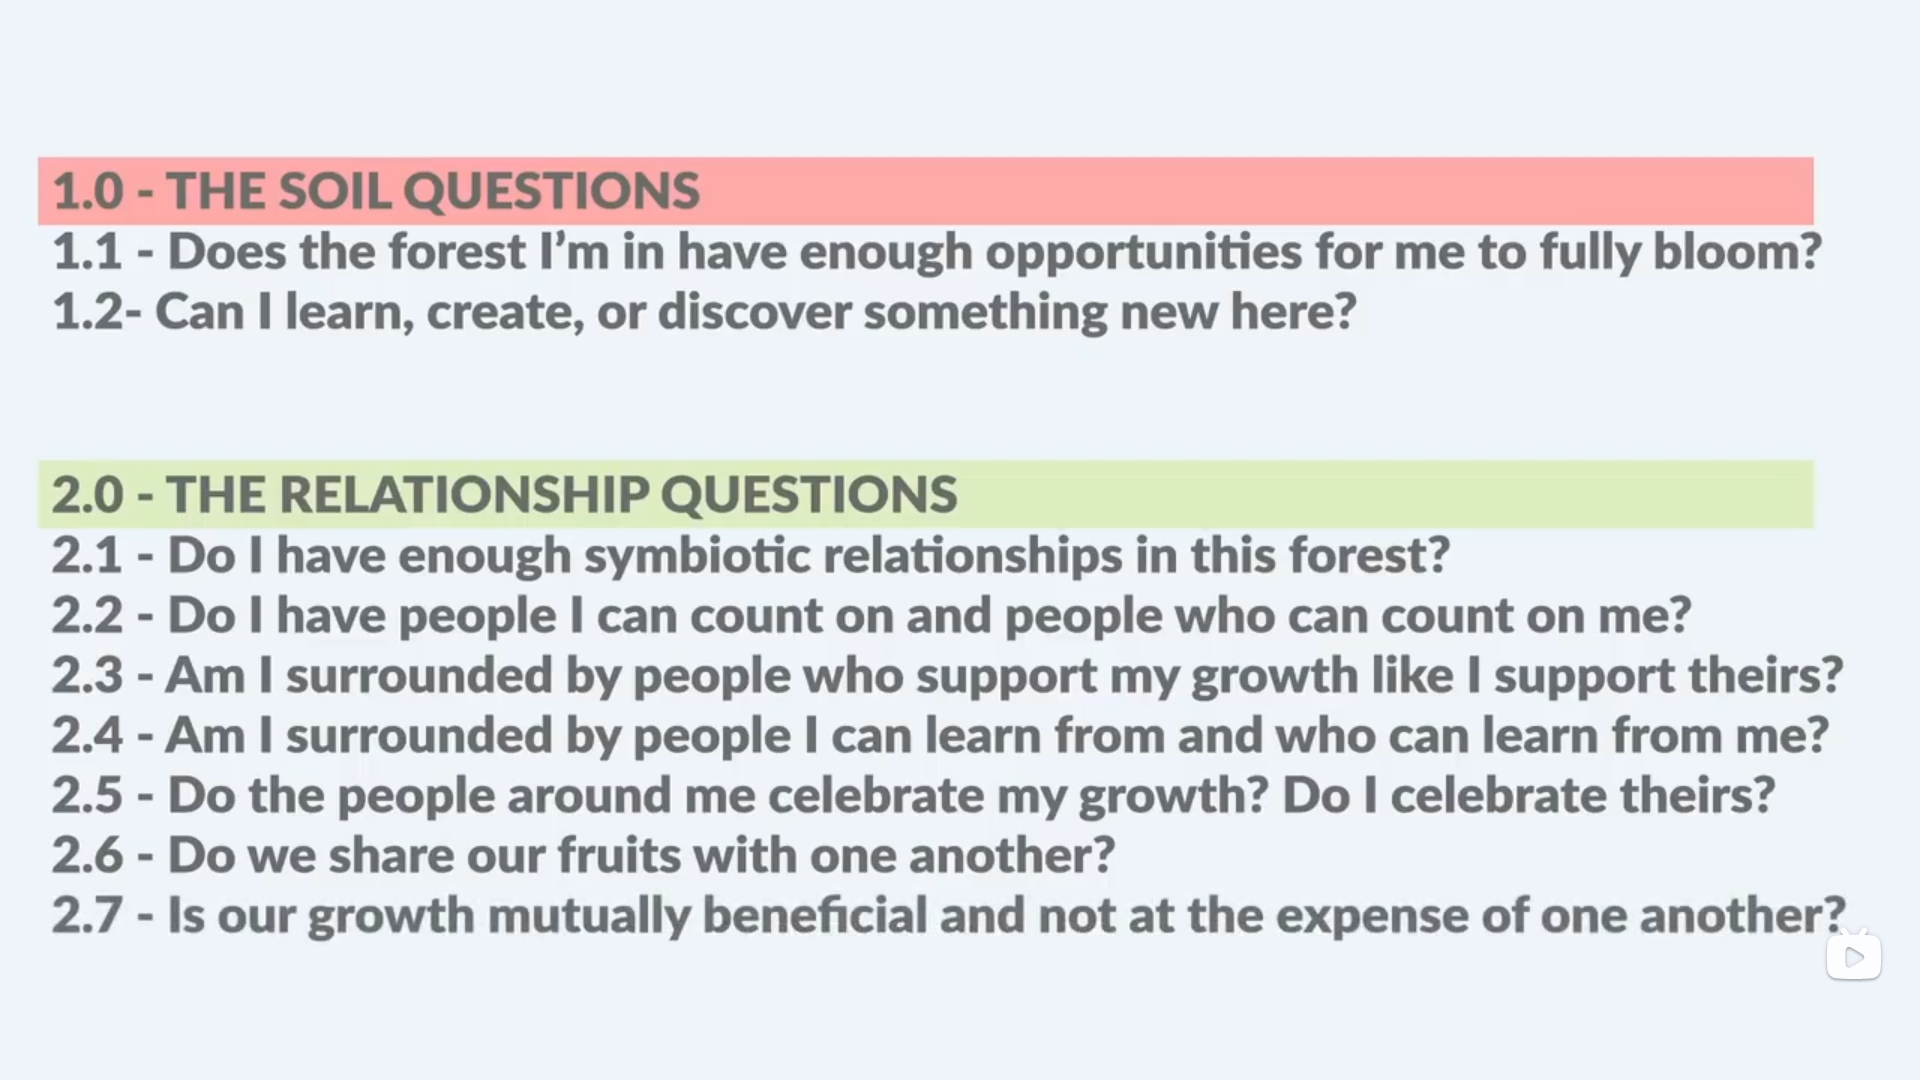 1.0 - THE SOIL QUESTIONS
1.1 - Does the forest I’m in have enough opportunities for me to fully bloom?
1.2- Can I learn, create, or discover something new here?
2.0 - THE RELATIONSHIP QUESTIONS
2.1 - Do I have enough symbiotic relationships in this forest?
2.2 - Do I have people I can count on and people who can count on me?
2.3 - Am I surrounded by people who support my growth like I support theirs?
2.4 - Am I surrounded by people I can learn from and who can learn from me?
2.5 - Do the people around me celebrate my growth? Do I celebrate theirs?
2.6 - Do we share our fruits with one another?
2.7 - Is our growth mutually beneficial and not at the expense of one another?